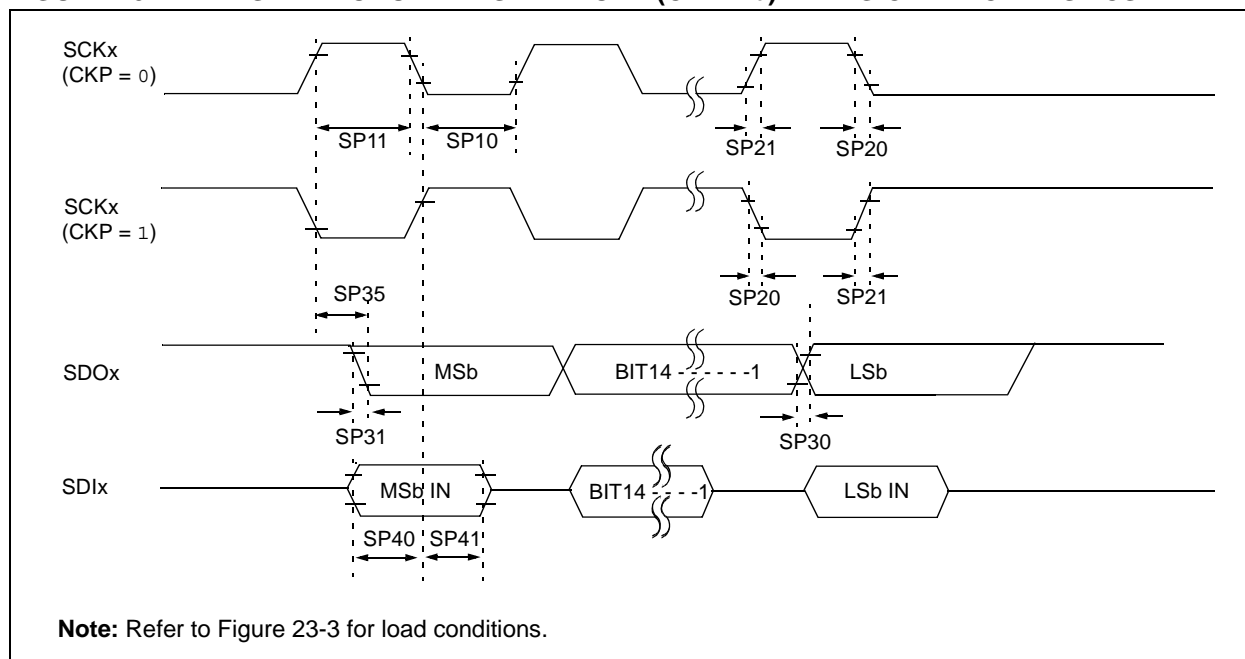 SCKx
(CKP = 0)
SP11
SP10
SP21
SP20
SCKx
(CKP = 1)
SP35
SP20
SP21
SDOx
MSb
BIT14 - - - - - -1
LSb
SP31
SP30
SDIx
MSb IN
BIT14 - - - -1
LSb IN
SP40
SP41
Note: Refer to Figure 23-3 for load conditions.